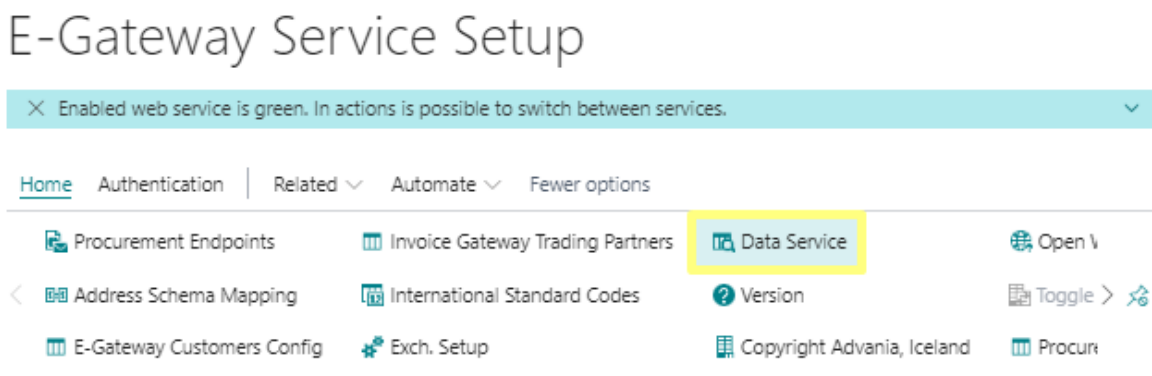 E-Gateway Service Setup
Enabled web service is green. In actions is possible to switch between services.
Home Authentication Related Automate Fewer options
Procurement Endpoints Invoice Gateway Trading Partners Data Service Open
Address Schema Mapping International Standard Codes Version Toggle
E-Gateway Customers Config Exch. Setup Copyright Advania, Iceland